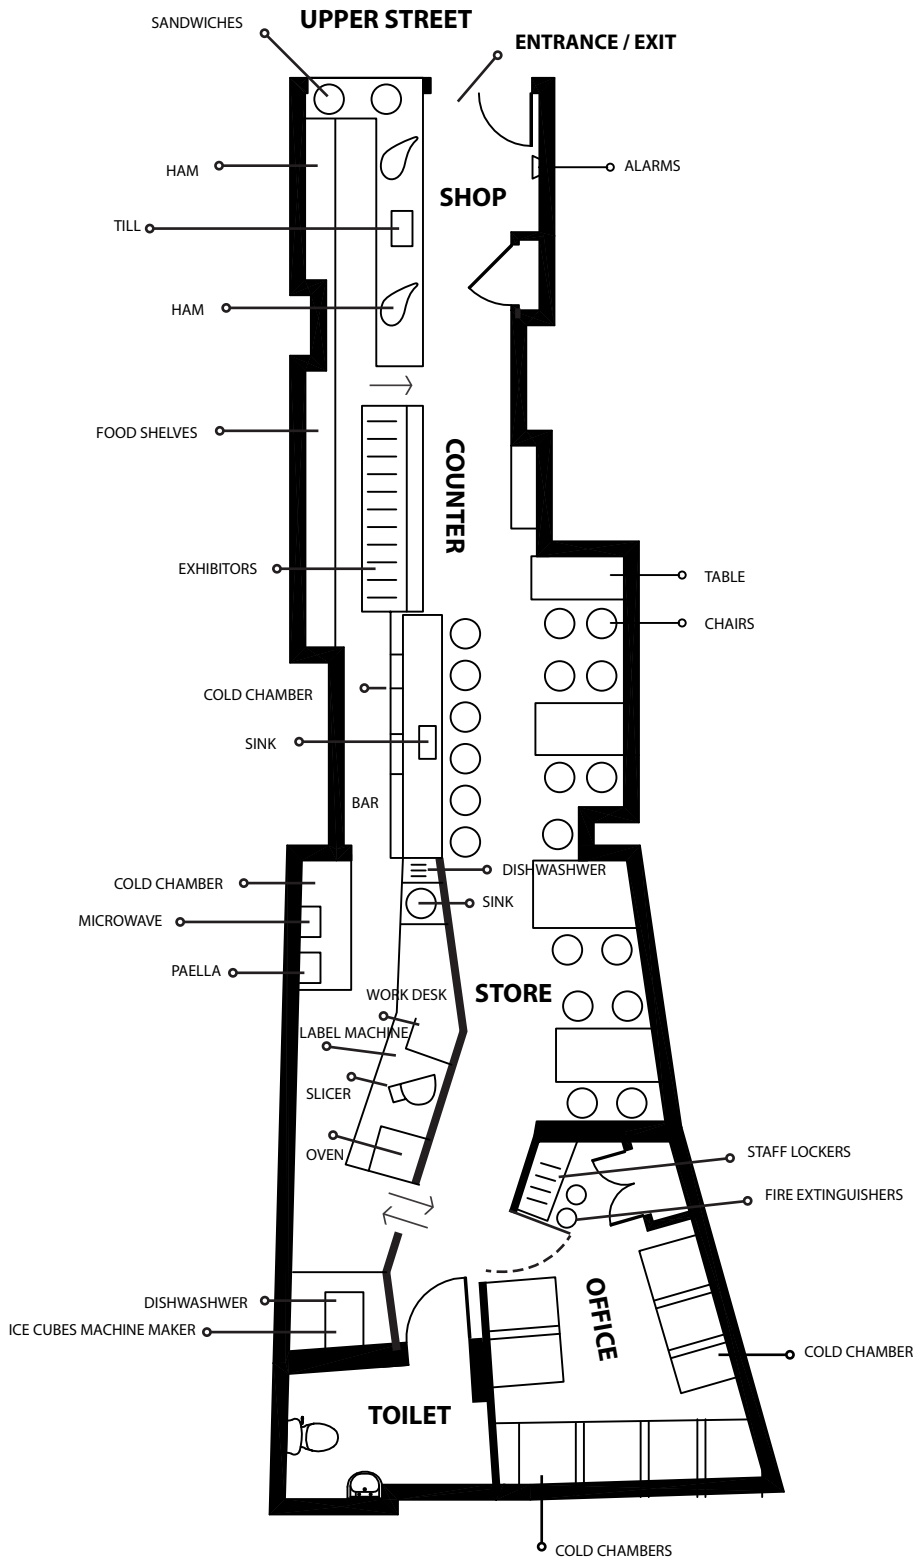 SANDWICHES
UPPER STREET
ENTRANCE / EXIT
HAM
ALARMS
SHOP
TILL
HAM
FOOD SHELVES
COUNTER
EXHIBITORS
TABLE
CHAIRS
COLD CHAMBER
SINK
BAR
DISHWASHWER
COLD CHAMBER
SINK
MICROWAVE
PAELLA
WORK DESK
STORE
LABEL MACHINE
SLICER
OVEN
STAFF LOCKERS
FIRE EXTINGUISHERS
OFFICE
DISHWASHWER
ICE CUBES MACHINE MAKER
COLD CHAMBER
TOILET
COLD CHAMBERS